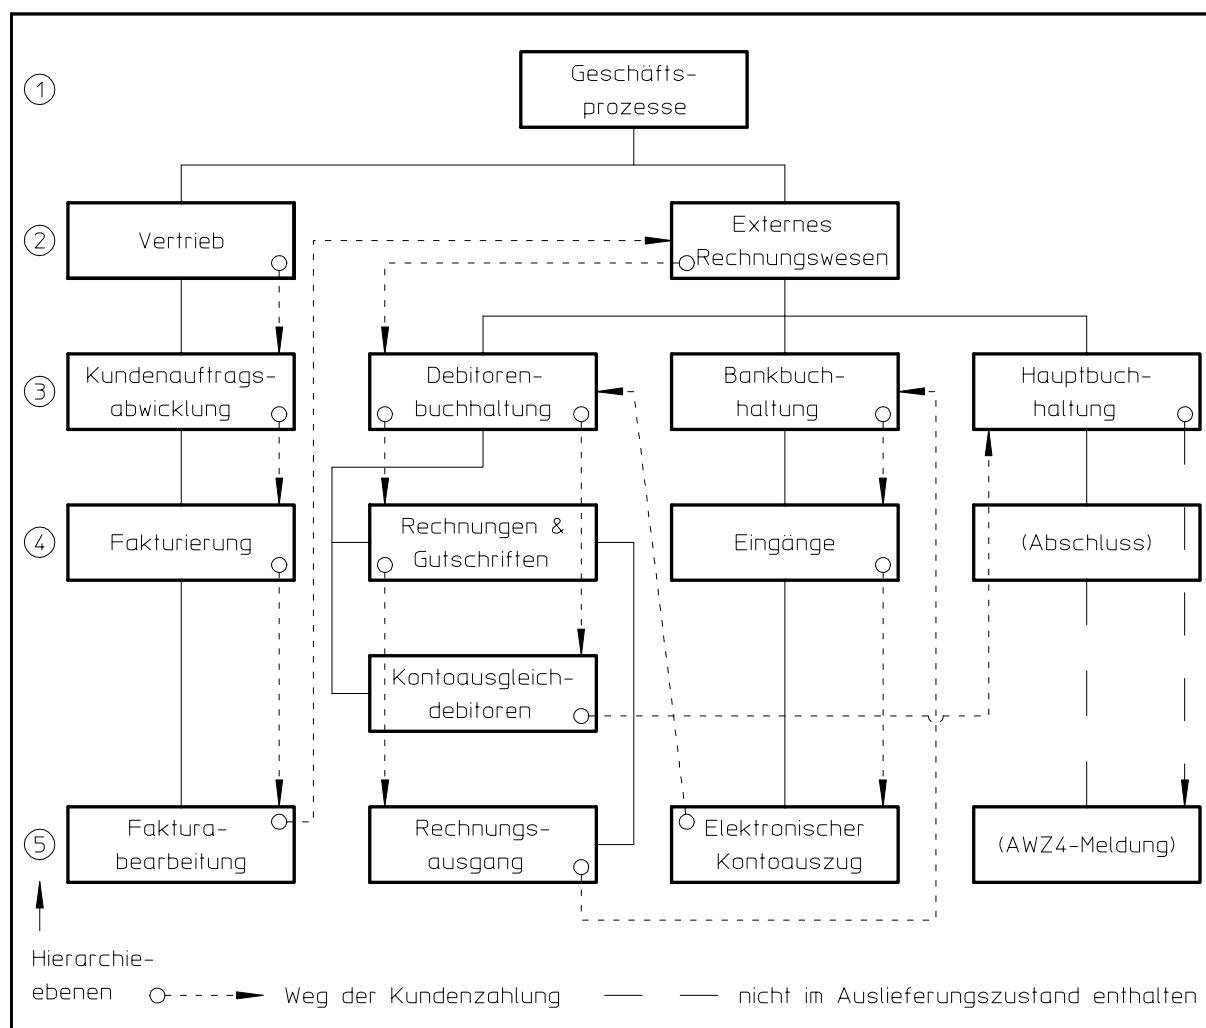 1
Geschäfts-
prozesse
2
Vertrieb
Externes
Rechnungswesen
3
Kundenauftrags-
abwicklung
Debitoren-
buchhaltung
Bankbuch-
haltung
Hauptbuch-
haltung
4
Fakturierung
Rechnungen &
Gutschriften
Eingänge
(Abschluss)
Kontoausgleich-
debitoren
5
Faktura-
bearbeitung
Rechnungs-
ausgang
Elektronischer
Kontoauszug
(AWZ4-Meldung)
Hierarchie-
ebenen
Weg der Kundenzahlung
nicht im Auslieferungszustand enthalten